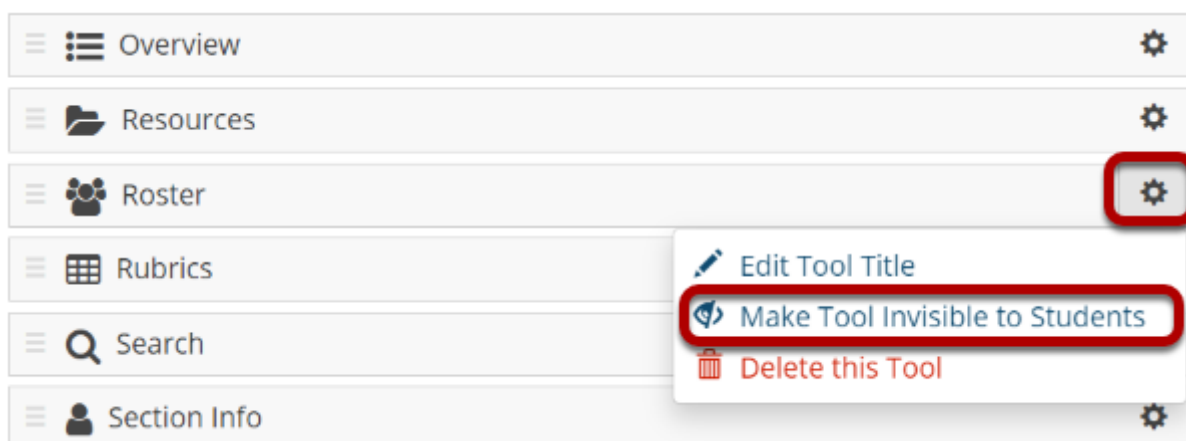 Overview
Resources
Roster
Rubrics
Edit Tool Title
Make Tool Invisible to Students
Search
Delete this Tool
Section Info